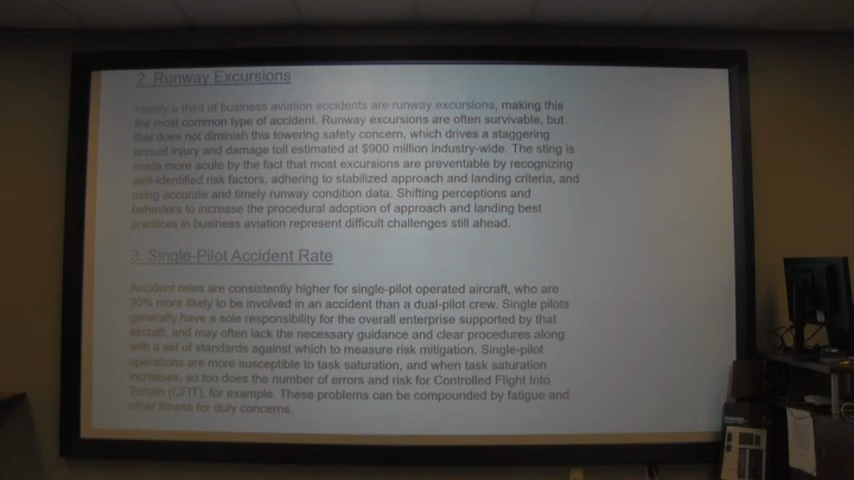 2. Runway Excursions
Nearly a third of business aviation accidents are runway excursions, making this
the most common type of accident. Runway excursions are often survivable, but
that does not diminish this towering safety concern, which drives a staggering
annual injury and damage toll estimated at $900 million industry-wide. The sting is
made more acute by the fact that most excursions are preventable by recognizing
well-identified risk factors, adhering to stabilized approach and landing criteria, and
using accurate and timely runway condition data. Shifting perceptions and
behaviors to increase the procedural adoption of approach and landing best
practices in business aviation represent difficult challenges still ahead.
3. Single-Pilot Accident Rate
Accident rates are consistently higher for single-pilot operated aircraft, who are
30% more likely to be involved in an accident than a dual-pilot crew. Single pilots
generally have a sole responsibility for the overall enterprise supported by that
aircraft, and may often lack the necessary guidance and clear procedures along
with a set of standards against which to measure risk mitigation. Single-pilot
operations are more susceptible to task saturation, and when task saturation
increases, so too does the number of errors and risk for Controlled Flight Into
Terrain (CFIT), for example. These problems can be compounded by fatigue and
other fitness for duty concerns.